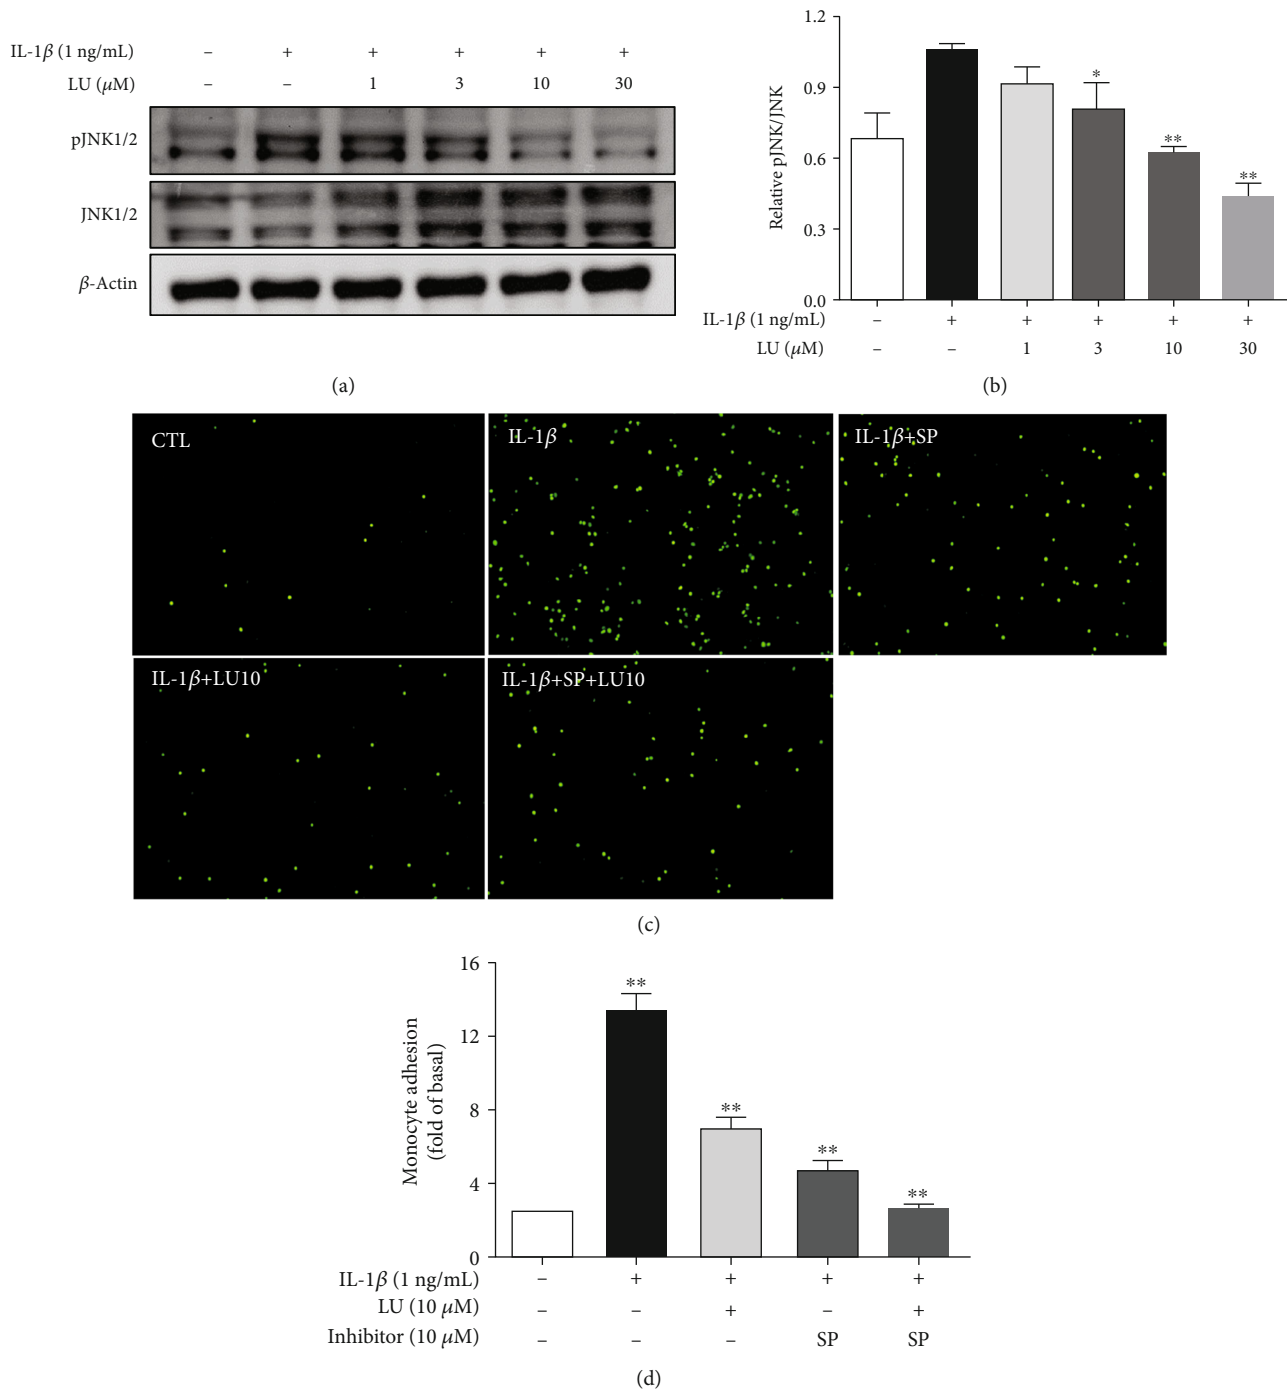 IL-1β (1 ng/mL) – + + + + +
LU (μM) – – 1 3 10 30
pJNK1/2
JNK1/2
β-Actin
(a)
Relative pJNK/JNK
1.2
0.9
0.6
0.3
0.0
* ** **
IL-1β (1 ng/mL) – + + + + +
LU (μM) – – 1 3 10 30
(b)
CTL
IL-1β
IL-1β+SP
IL-1β+LU10
IL-1β+SP+LU10
(c)
Monocyte adhesion
(fold of basal)
16
12
8
4
0
** ** ** **
IL-1β (1 ng/mL) – + + + +
LU (10 μM) – – + – +
Inhibitor (10 μM) – – – SP SP
(d)